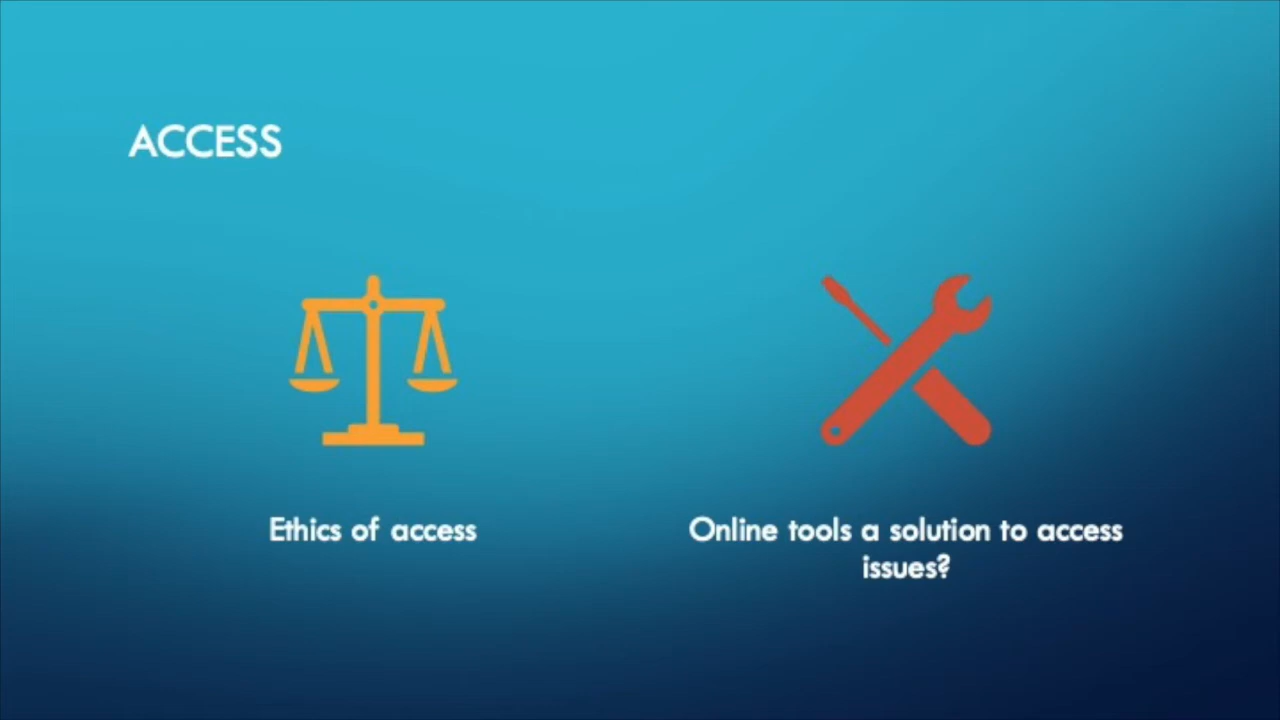 ACCESS
Ethics of access
Online tools a solution to access
issues?